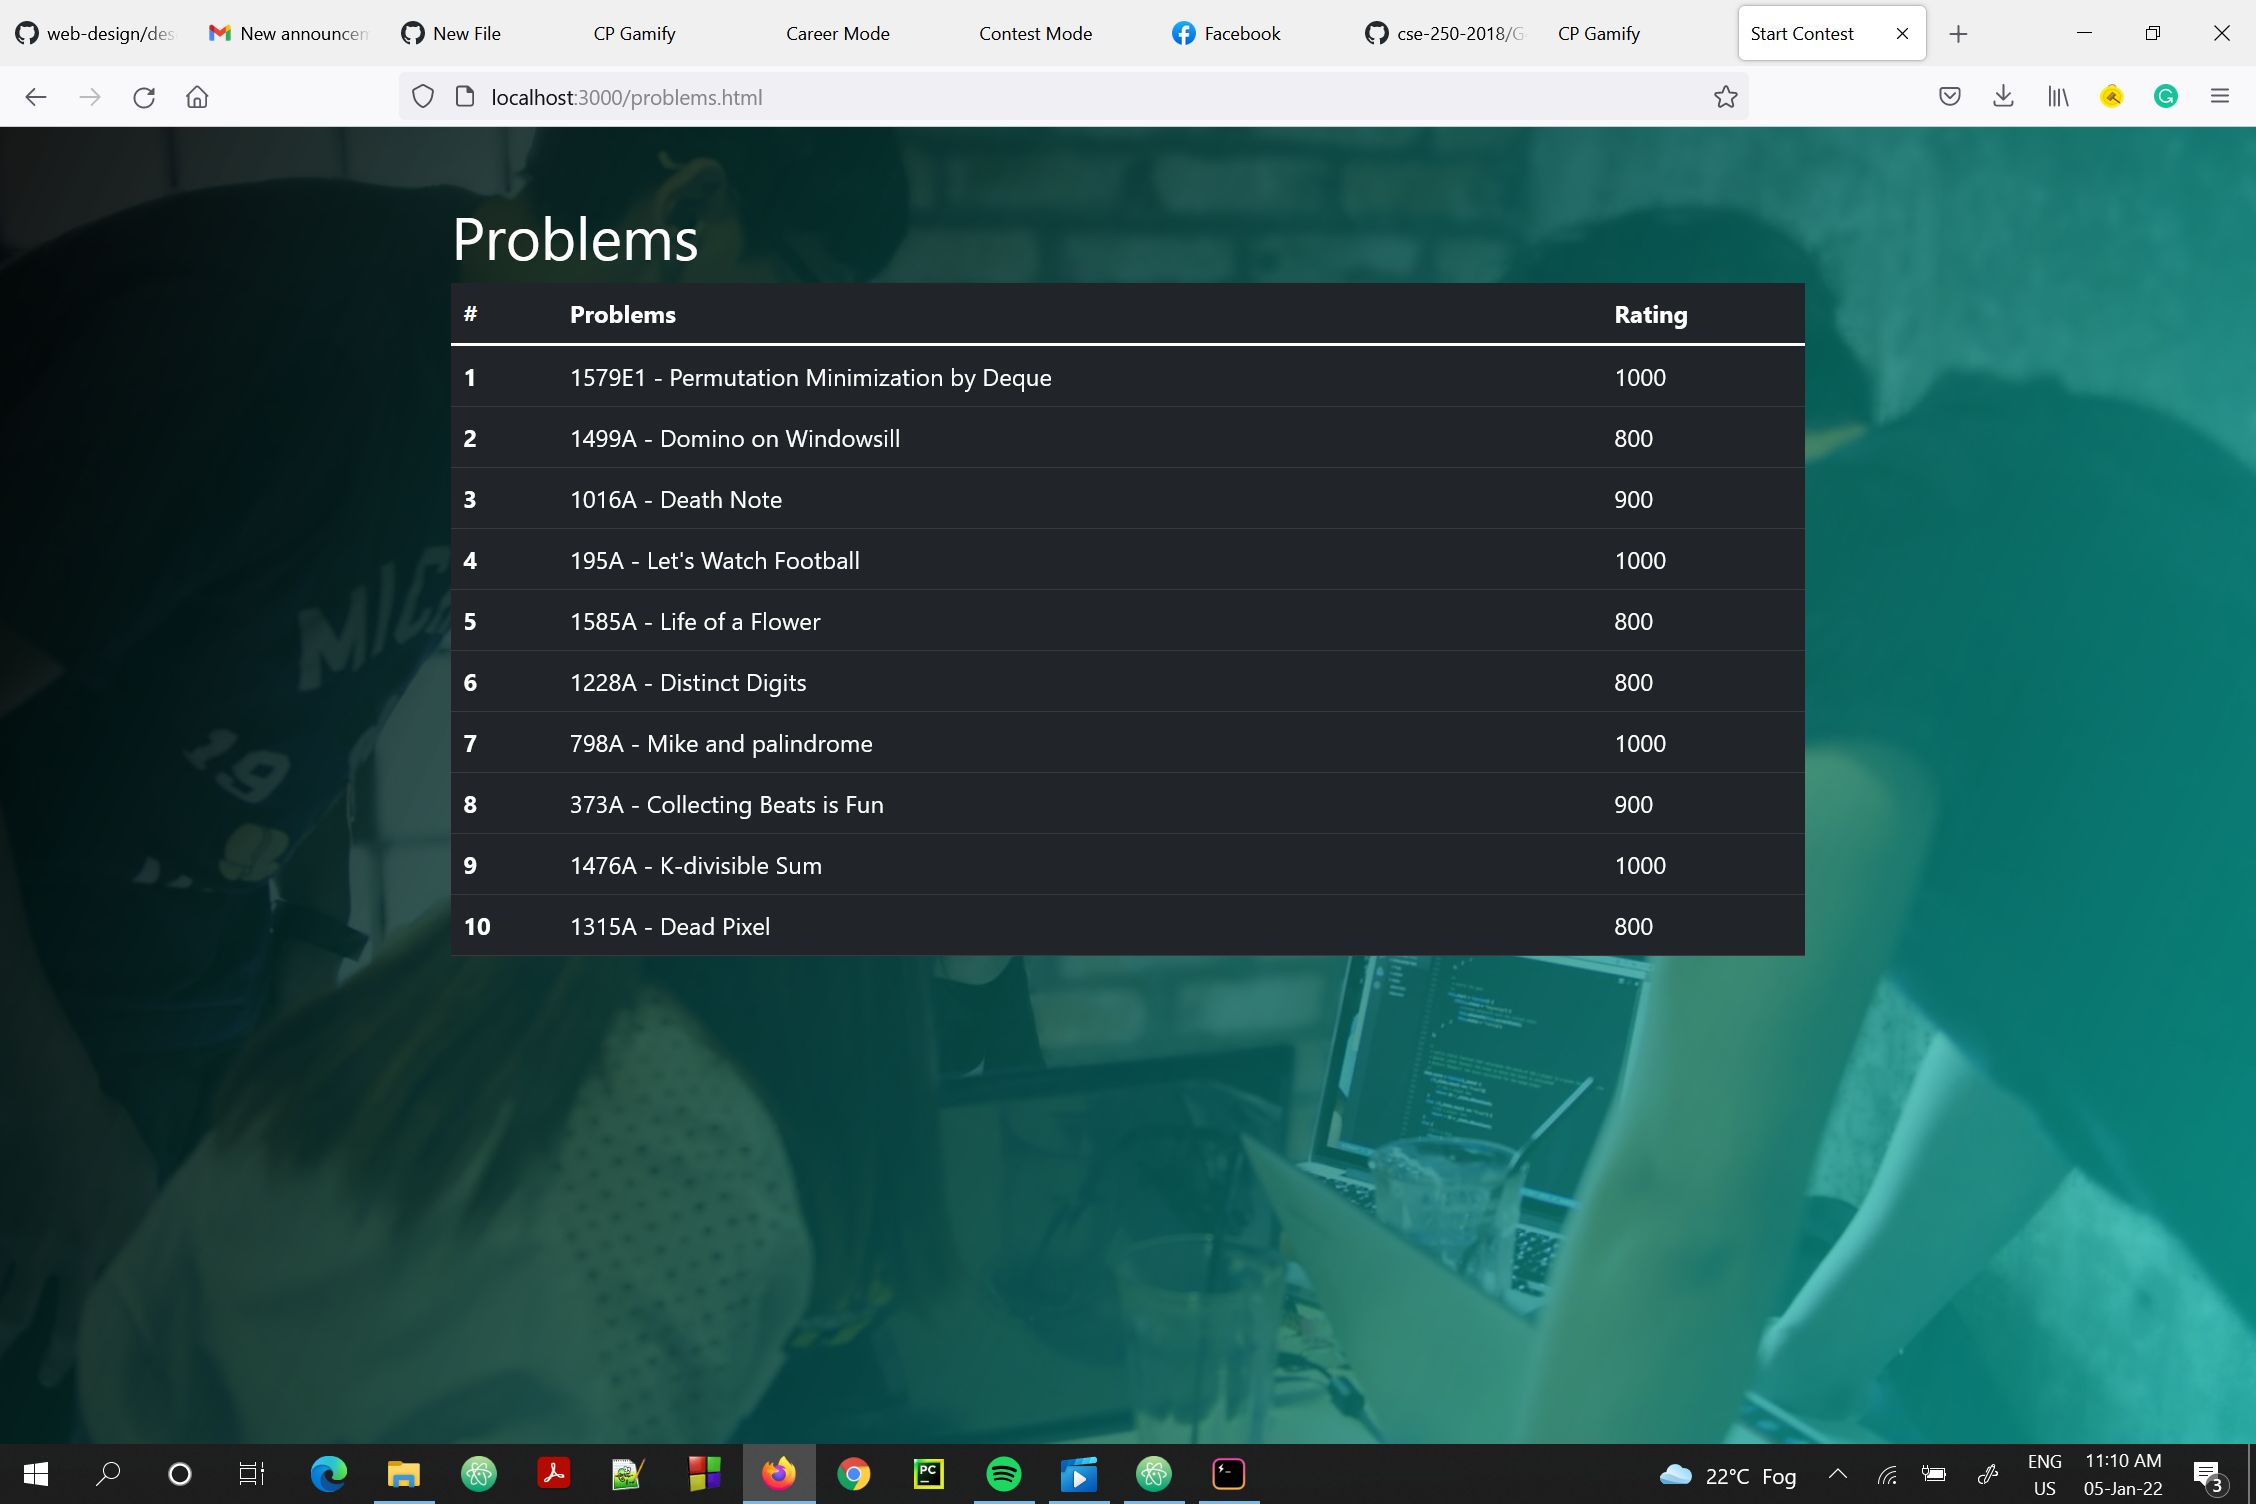 web-design/des
New announcem
New File
CP Gamify
Career Mode
Contest Mode
Facebook
cse-250-2018/G
CP Gamify
Start Contest
localhost:3000/problems.html
Problems
# Problems Rating
1 1579E1 - Permutation Minimization by Deque 1000
2 1499A - Domino on Windowsill 800
3 1016A - Death Note 900
4 195A - Let's Watch Football 1000
5 1585A - Life of a Flower 800
6 1228A - Distinct Digits 800
7 798A - Mike and palindrome 1000
8 373A - Collecting Beats is Fun 900
9 1476A - K-divisible Sum 1000
10 1315A - Dead Pixel 800
19
PC
22°C Fog
ENG
US
11:10 AM
05-Jan-22
3